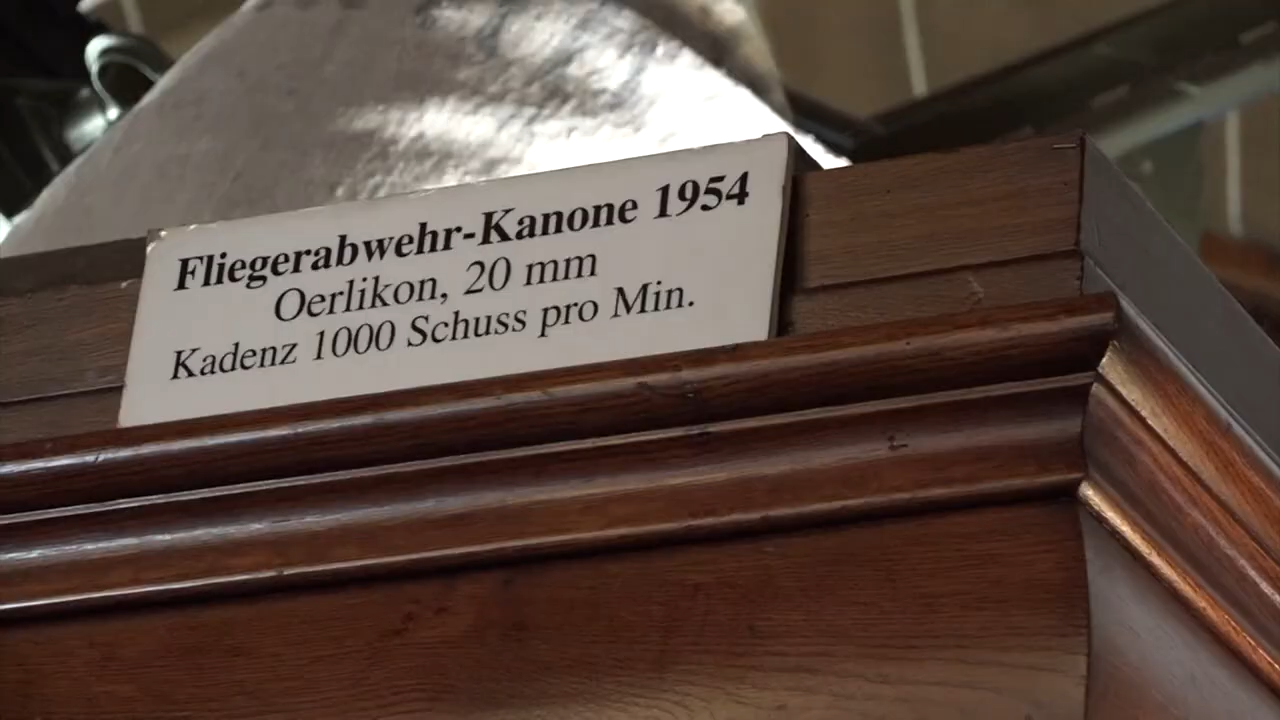 Fliegerabwehr-Kanone 1954
Oerlikon, 20 mm
Kadenz 1000 Schuss pro Min.